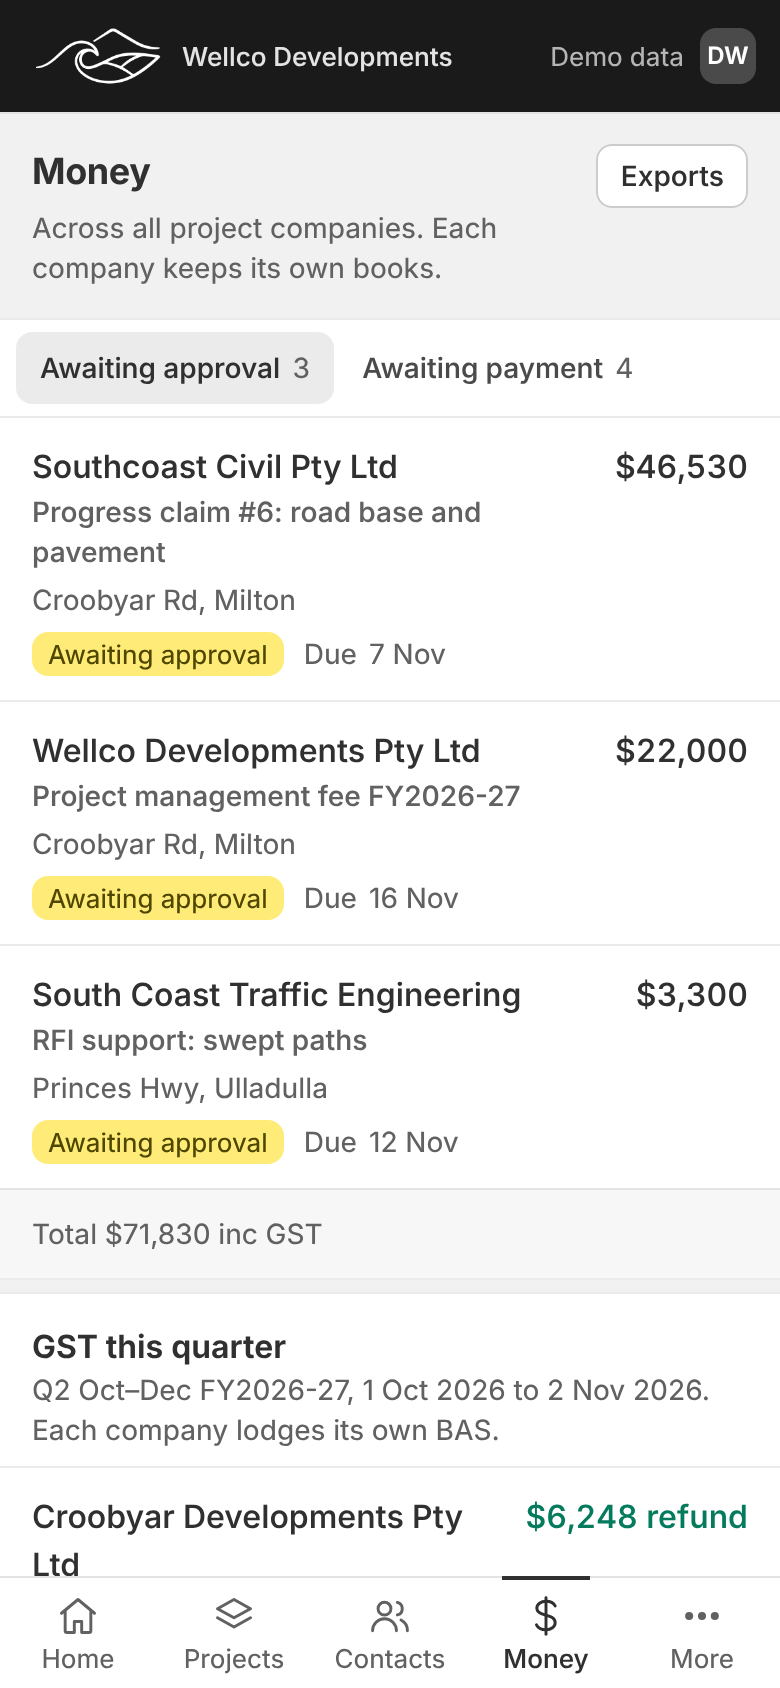 Wellco Developments
Demo data
DW
Money
Exports
Across all project companies. Each
company keeps its own books.
Awaiting approval 3
Awaiting payment 4
Southcoast Civil Pty Ltd
$46,530
Progress claim #6: road base and
pavement
Croobyar Rd, Milton
Awaiting approval
Due 7 Nov
Wellco Developments Pty Ltd
$22,000
Project management fee FY2026-27
Croobyar Rd, Milton
Awaiting approval
Due 16 Nov
South Coast Traffic Engineering
$3,300
RFI support: swept paths
Princes Hwy, Ulladulla
Awaiting approval
Due 12 Nov
Total $71,830 inc GST
GST this quarter
Q2 Oct–Dec FY2026-27, 1 Oct 2026 to 2 Nov 2026.
Each company lodges its own BAS.
Croobyar Developments Pty
Ltd
$6,248 refund
Home
Projects
Contacts
Money
More